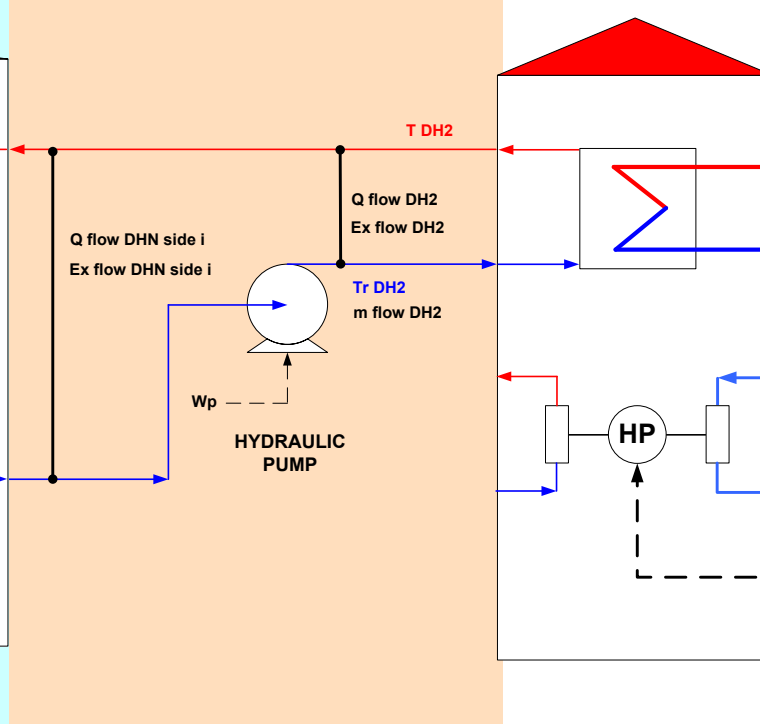 T DH2
Q flow DH2
Ex flow DH2
Q flow DHN side i
Ex flow DHN side i
Tr DH2
m flow DH2
Wp
HYDRAULIC
PUMP
HP